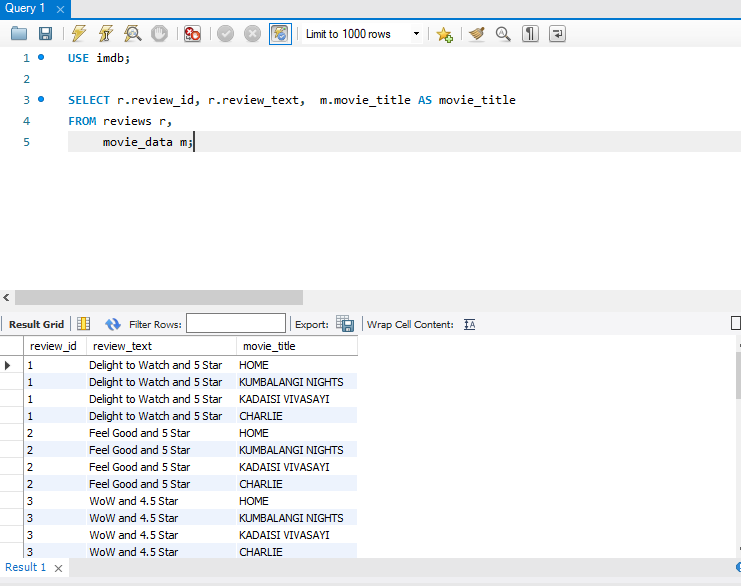 Query 1
Limit to 1000 rows
1 USE imdb;
2
3 SELECT r.review_id, r.review_text,  m.movie_title AS movie_title
4 FROM reviews r,
5 movie_data m;
Result Grid Filter Rows: Export: Wrap Cell Content:
review_id review_text movie_title
1 Delight to Watch and 5 Star HOME
1 Delight to Watch and 5 Star KUMBALANGI NIGHTS
1 Delight to Watch and 5 Star KADAISI VIVASAYI
1 Delight to Watch and 5 Star CHARLIE
2 Feel Good and 5 Star HOME
2 Feel Good and 5 Star KUMBALANGI NIGHTS
2 Feel Good and 5 Star KADAISI VIVASAYI
2 Feel Good and 5 Star CHARLIE
3 WoW and 4.5 Star HOME
3 WoW and 4.5 Star KUMBALANGI NIGHTS
3 WoW and 4.5 Star KADAISI VIVASAYI
3 WoW and 4.5 Star CHARLIE
Result 1